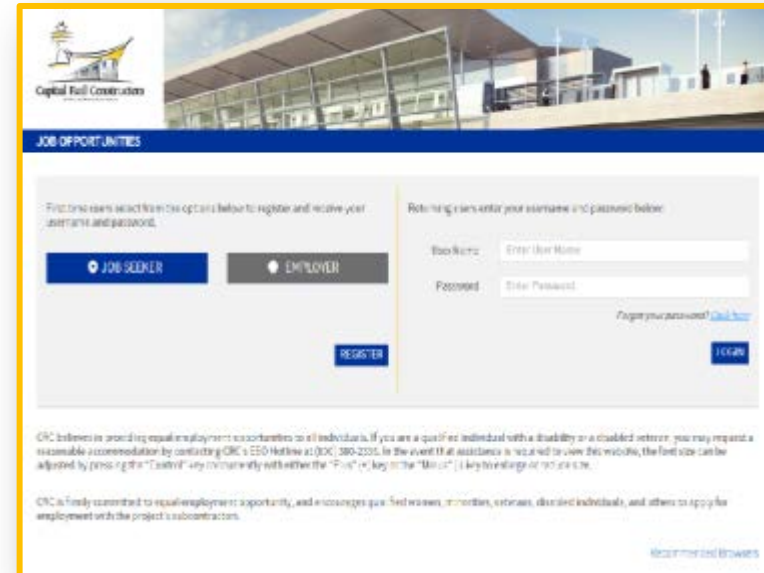 Capital Rail Constructors
JOB OPPORTUNITIES
First time users select from the options below to register and receive your
username and password.
JOB SEEKER
EMPLOYER
REGISTER
Returning users enter your username and password below:
User Name
Enter User Name
Password
Enter Password
Forgot your password? Click here
LOGIN
CRC believes in providing equal employment opportunities to all individuals. If you are a qualified individual with a disability or a disabled veteran, you may request a
reasonable accommodation by contacting CRC's EEO Hotline at In the event that assistance is required to view this website, the font size can be
adjusted by pressing the "Control" key concurrently with either the "Plus" (+) key or the "Minus" (-) key to enlarge or reduce size.
CRC is firmly committed to equal employment opportunity, and encourages qualified women, minorities, veterans, disabled individuals, and others to apply for
employment with the project's subcontractors.
Recommended Browsers